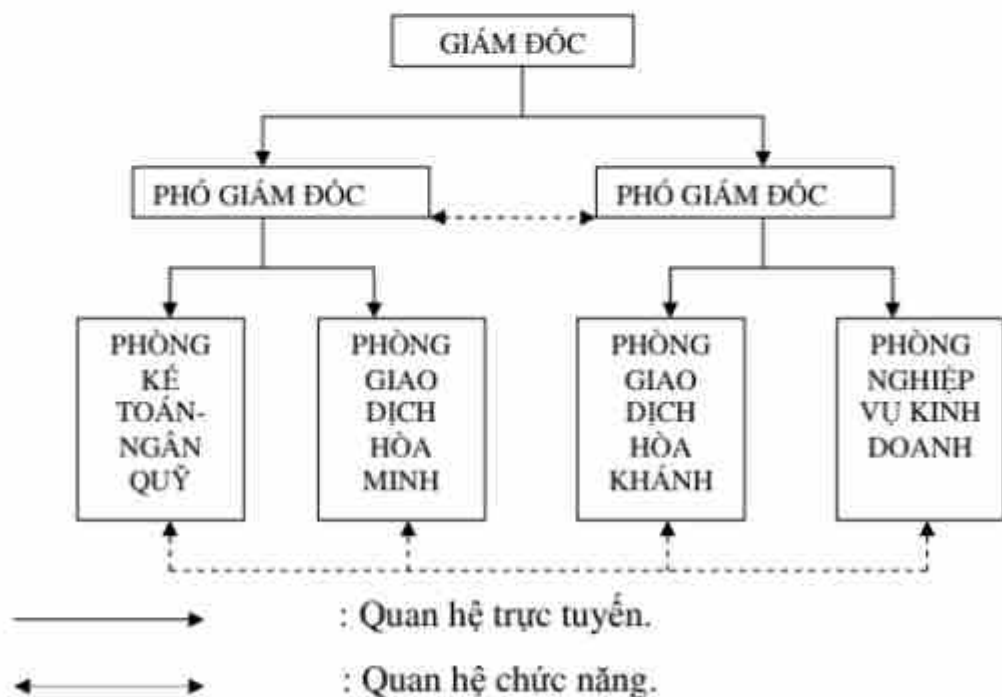 GIÁM ĐỐC
PHÓ GIÁM ĐỐC
PHÓ GIÁM ĐỐC
PHÒNG
KẾ
TOÁN-
NGÂN
QUỸ
PHÒNG
GIAO
DỊCH
HÒA
MINH
PHÒNG
GIAO
DỊCH
HÒA
KHÁNH
PHÒNG
NGHIỆP
VỤ KINH
DOANH
: Quan hệ trực tuyến.
: Quan hệ chức năng.